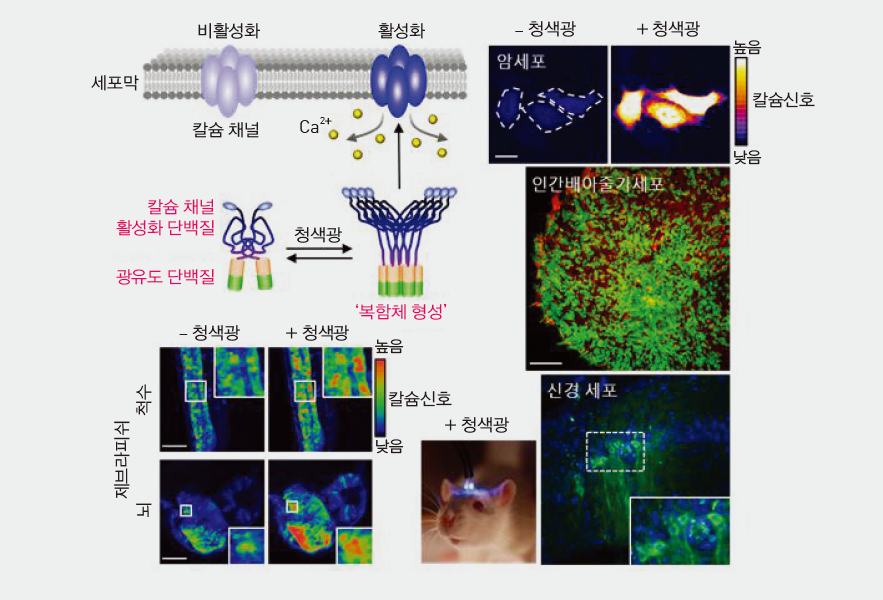 비활성화
활성화
세포막
칼슘 채널
Ca2+
칼슘 채널
활성화 단백질
광유도 단백질
청색광
‘복합체 형성’
– 청색광
+ 청색광
암세포
높음
칼슘신호
낮음
인간배아줄기세포
신경 세포
– 청색광
+ 청색광
높음
칼슘신호
낮음
제브라피쉬
척수
뇌
+ 청색광